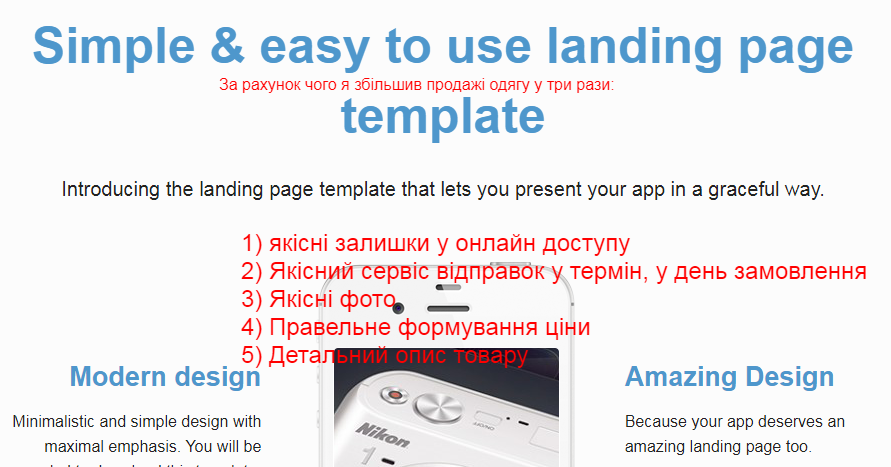 Simple & easy to use landing page
За рахунок чого я збільшив продажі одягу у три рази:
template
Introducing the landing page template that lets you present your app in a graceful way.
1) якісні залишки у онлайн доступу
2) Якісний сервіс відправок у термін, у день замовлення
3) Якісні фото
4) Правельне формування ціни
5) Детальний опис товару
Modern design
Minimalistic and simple design with
maximal emphasis. You will be
Amazing Design
Because your app deserves an
amazing landing page too.
Nikon
1
ON/OFF